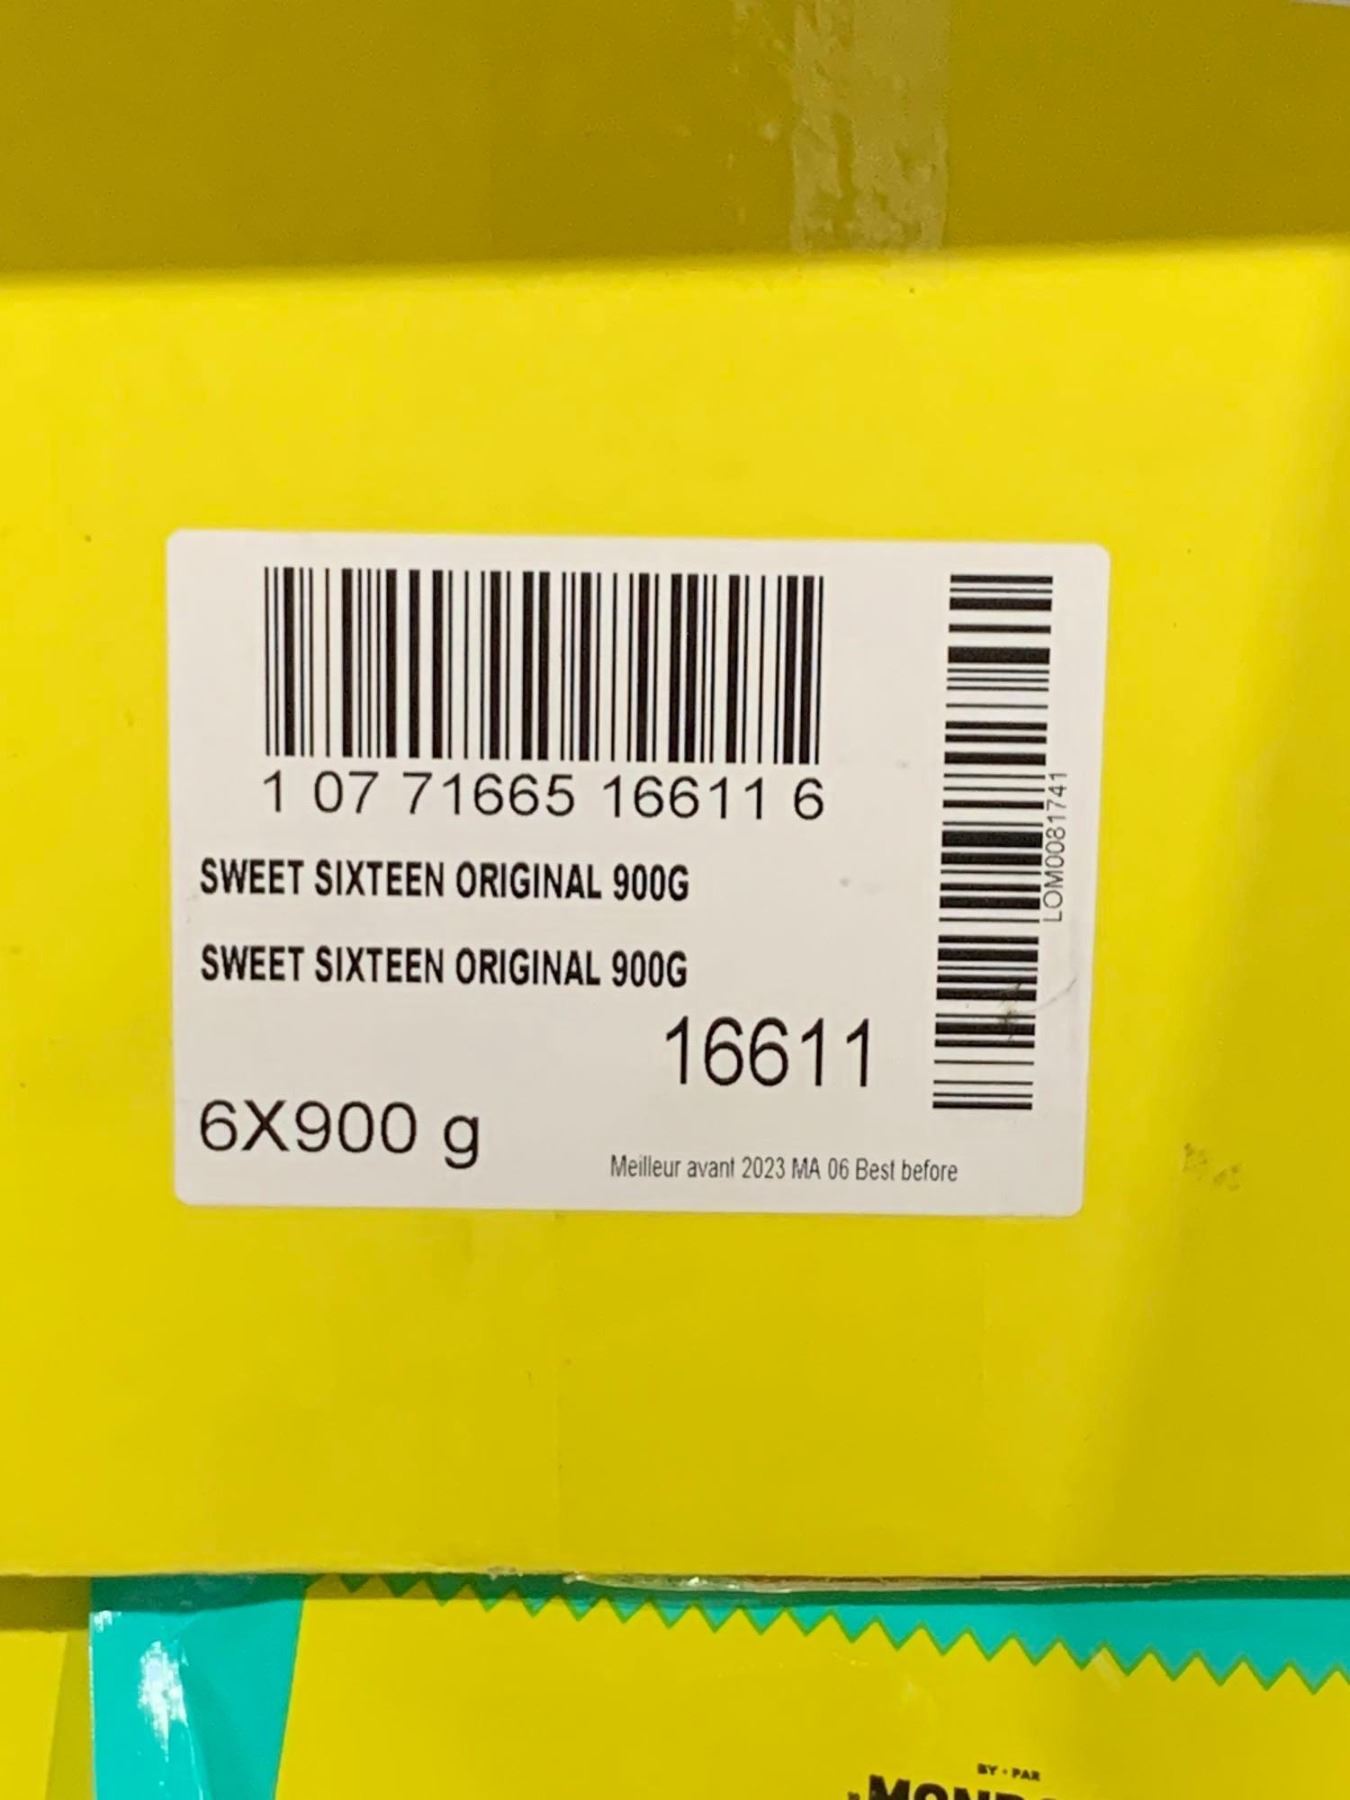 1 07 71665 16611 6
LOM0081741
SWEET SIXTEEN ORIGINAL 900G
SWEET SIXTEEN ORIGINAL 900G
16611
6X900 g
Meilleur avant 2023 MA 06 Best before
BY • PAR